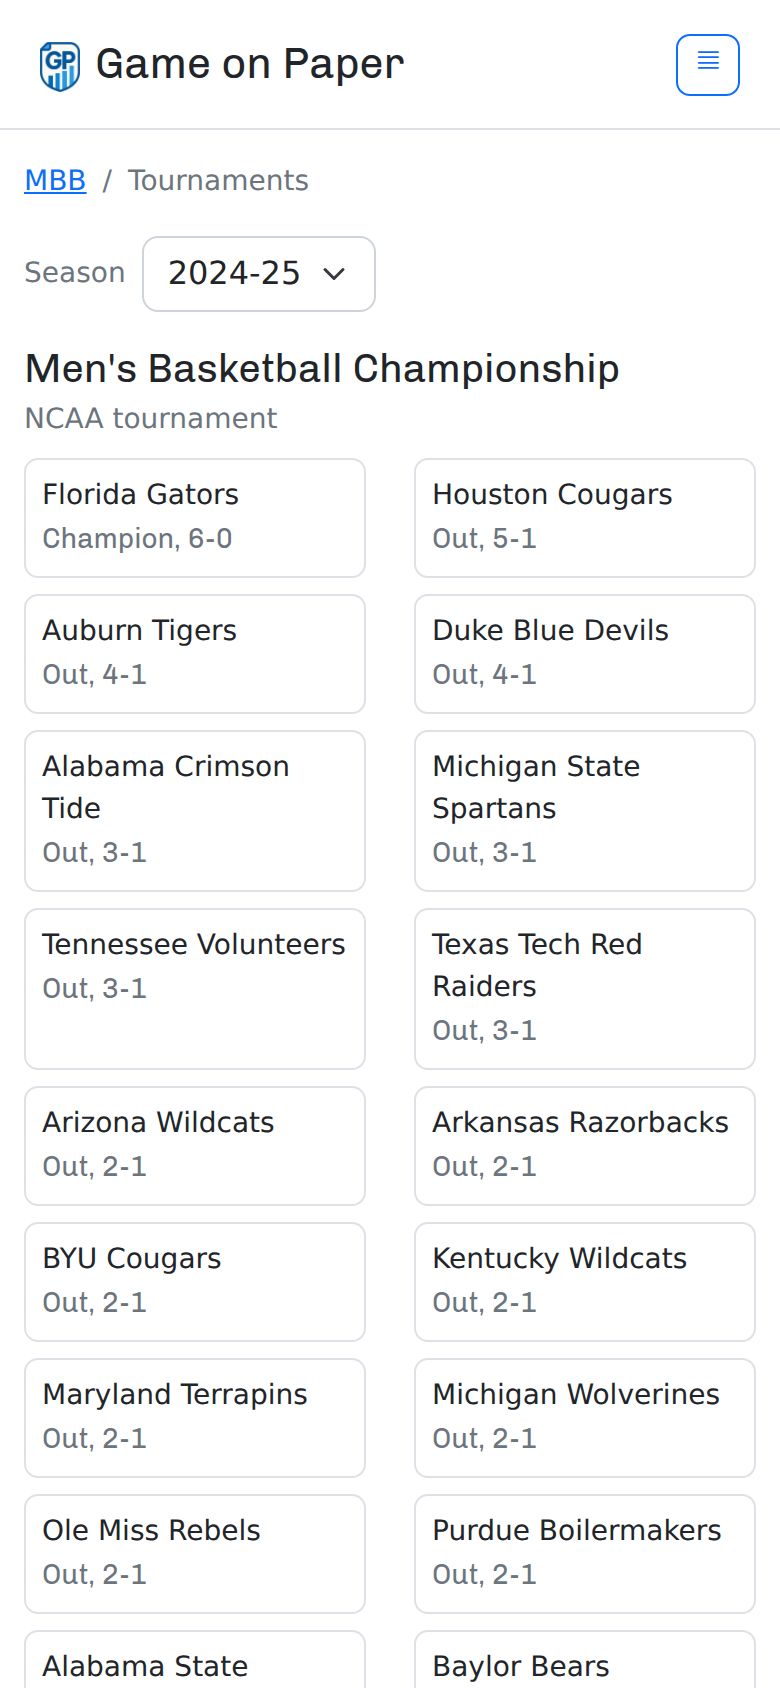 GP Game on Paper
MBB / Tournaments
Season 2024-25
Men's Basketball Championship
NCAA tournament
Florida Gators
Champion, 6-0
Houston Cougars
Out, 5-1
Auburn Tigers
Out, 4-1
Duke Blue Devils
Out, 4-1
Alabama Crimson
Tide
Out, 3-1
Michigan State
Spartans
Out, 3-1
Tennessee Volunteers
Out, 3-1
Texas Tech Red
Raiders
Out, 3-1
Arizona Wildcats
Out, 2-1
Arkansas Razorbacks
Out, 2-1
BYU Cougars
Out, 2-1
Kentucky Wildcats
Out, 2-1
Maryland Terrapins
Out, 2-1
Michigan Wolverines
Out, 2-1
Ole Miss Rebels
Out, 2-1
Purdue Boilermakers
Out, 2-1
Alabama State
Baylor Bears